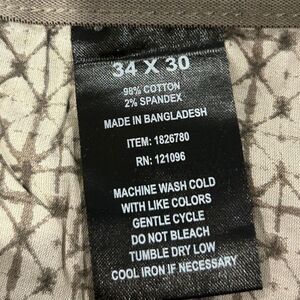 34 X 30
98% COTTON
2% SPANDEX
MADE IN BANGLADESH
ITEM: 1826780
RN: 121096
MACHINE WASH COLD
WITH LIKE COLORS
GENTLE CYCLE
DO NOT BLEACH
TUMBLE DRY LOW
COOL IRON IF NECESSARY